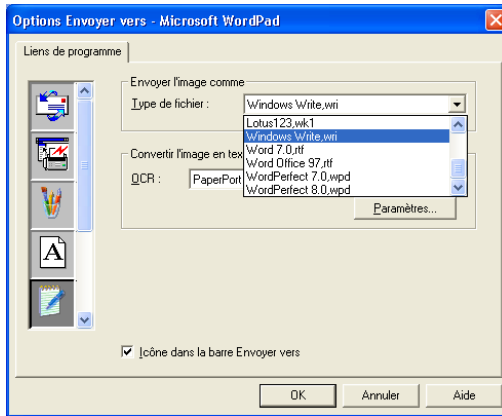 Options Envoyer vers - Microsoft WordPad
Liens de programme
Envoyer l'image comme
Type de fichier :
Windows Write,wri
Lotus123,wk1
Windows Write,wri
Word 7.0,rtf
Word Office 97,rtf
WordPerfect 7.0,wpd
WordPerfect 8.0,wpd
Convertir l'image en tex
OCR :
PaperPort
Paramètres...
A
Icône dans la barre Envoyer vers
OK
Annuler
Aide